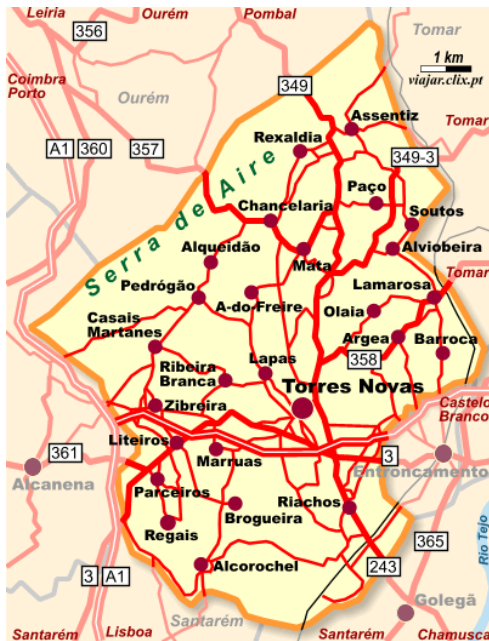 Leiria
Ourém
Pombal
356
Tomar
1 km
viajar.clix.pt
Coimbra
Porto
349
Ourém
Assentiz
Tomar
A1
360
357
Rexaldia
349-3
Serra de Aire
Paço
Chancelaria
Soutos
Alqueidão
Mata
Alviobeira
Pedrógão
Lamarosa
Tomar
A-do-Freire
Olaia
Casais
Martanes
Argea
Barroca
Ribeira
Branca
Lapas
358
Torres Novas
Zibreira
Castelo
Branco
Liteiros
361
Marruas
3
Entroncamento
Alcanena
Parceiros
Riachos
Regais
Brogueira
365
Rio Tejo
Alcorochel
243
3
A1
Golegã
Santarém
Santarém
Lisboa
Santarém
Chamusca